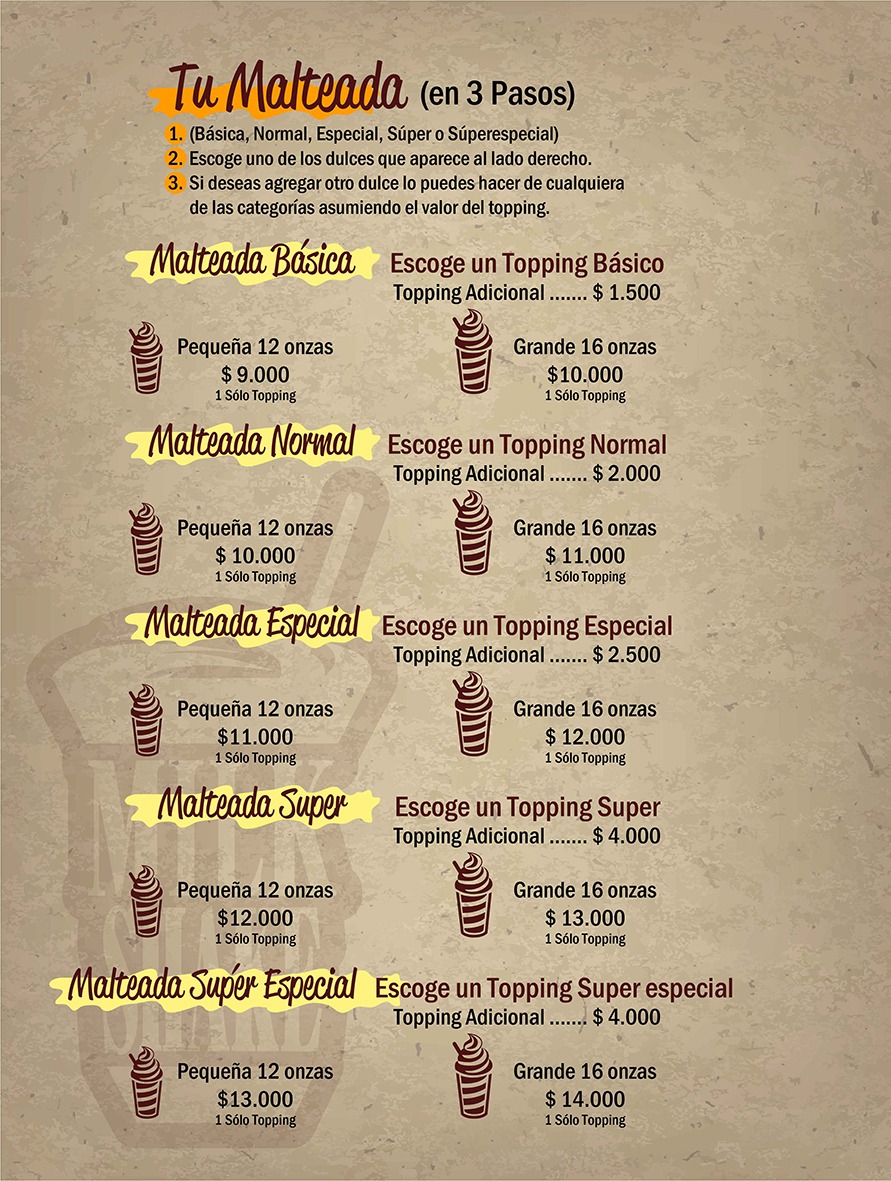 Tu Malteada (en 3 Pasos)
1. (Básica, Normal, Especial, Súper o Súperespecial)
2. Escoge uno de los dulces que aparece al lado derecho.
3. Si deseas agregar otro dulce lo puedes hacer de cualquiera
de las categorías asumiendo el valor del topping.
Malteada Básica Escoge un Topping Básico
Topping Adicional ....... $ 1.500
Pequeña 12 onzas Grande 16 onzas
$ 9.000 $10.000
1 Sólo Topping 1 Sólo Topping
Malteada Normal Escoge un Topping Normal
Topping Adicional ....... $ 2.000
Pequeña 12 onzas Grande 16 onzas
$ 10.000 $ 11.000
1 Sólo Topping 1 Sólo Topping
Malteada Especial Escoge un Topping Especial
Topping Adicional ....... $ 2.500
Pequeña 12 onzas Grande 16 onzas
$11.000 $ 12.000
1 Sólo Topping 1 Sólo Topping
MILK
Malteada Super Escoge un Topping Super
Topping Adicional ....... $ 4.000
Pequeña 12 onzas Grande 16 onzas
$12.000 $ 13.000
1 Sólo Topping 1 Sólo Topping
SHAKE
Malteada Supér Especial Escoge un Topping Super especial
Topping Adicional ....... $ 4.000
Pequeña 12 onzas Grande 16 onzas
$13.000 $ 14.000
1 Sólo Topping 1 Sólo Topping